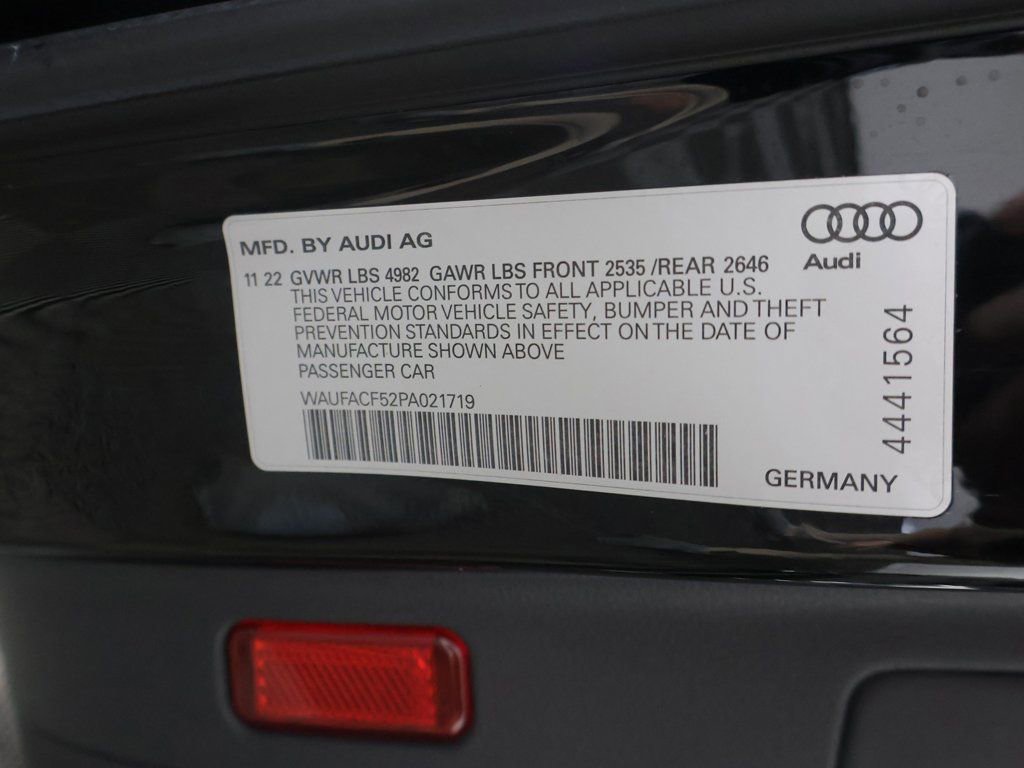 MFD. BY AUDI AG
Audi
11 22 GVWR LBS 4982 GAWR LBS FRONT 2535 /REAR 2646
THIS VEHICLE CONFORMS TO ALL APPLICABLE U.S.
FEDERAL MOTOR VEHICLE SAFETY, BUMPER AND THEFT
PREVENTION STANDARDS IN EFFECT ON THE DATE OF
MANUFACTURE SHOWN ABOVE
PASSENGER CAR
WAUFACF52PA021719
4441564
GERMANY